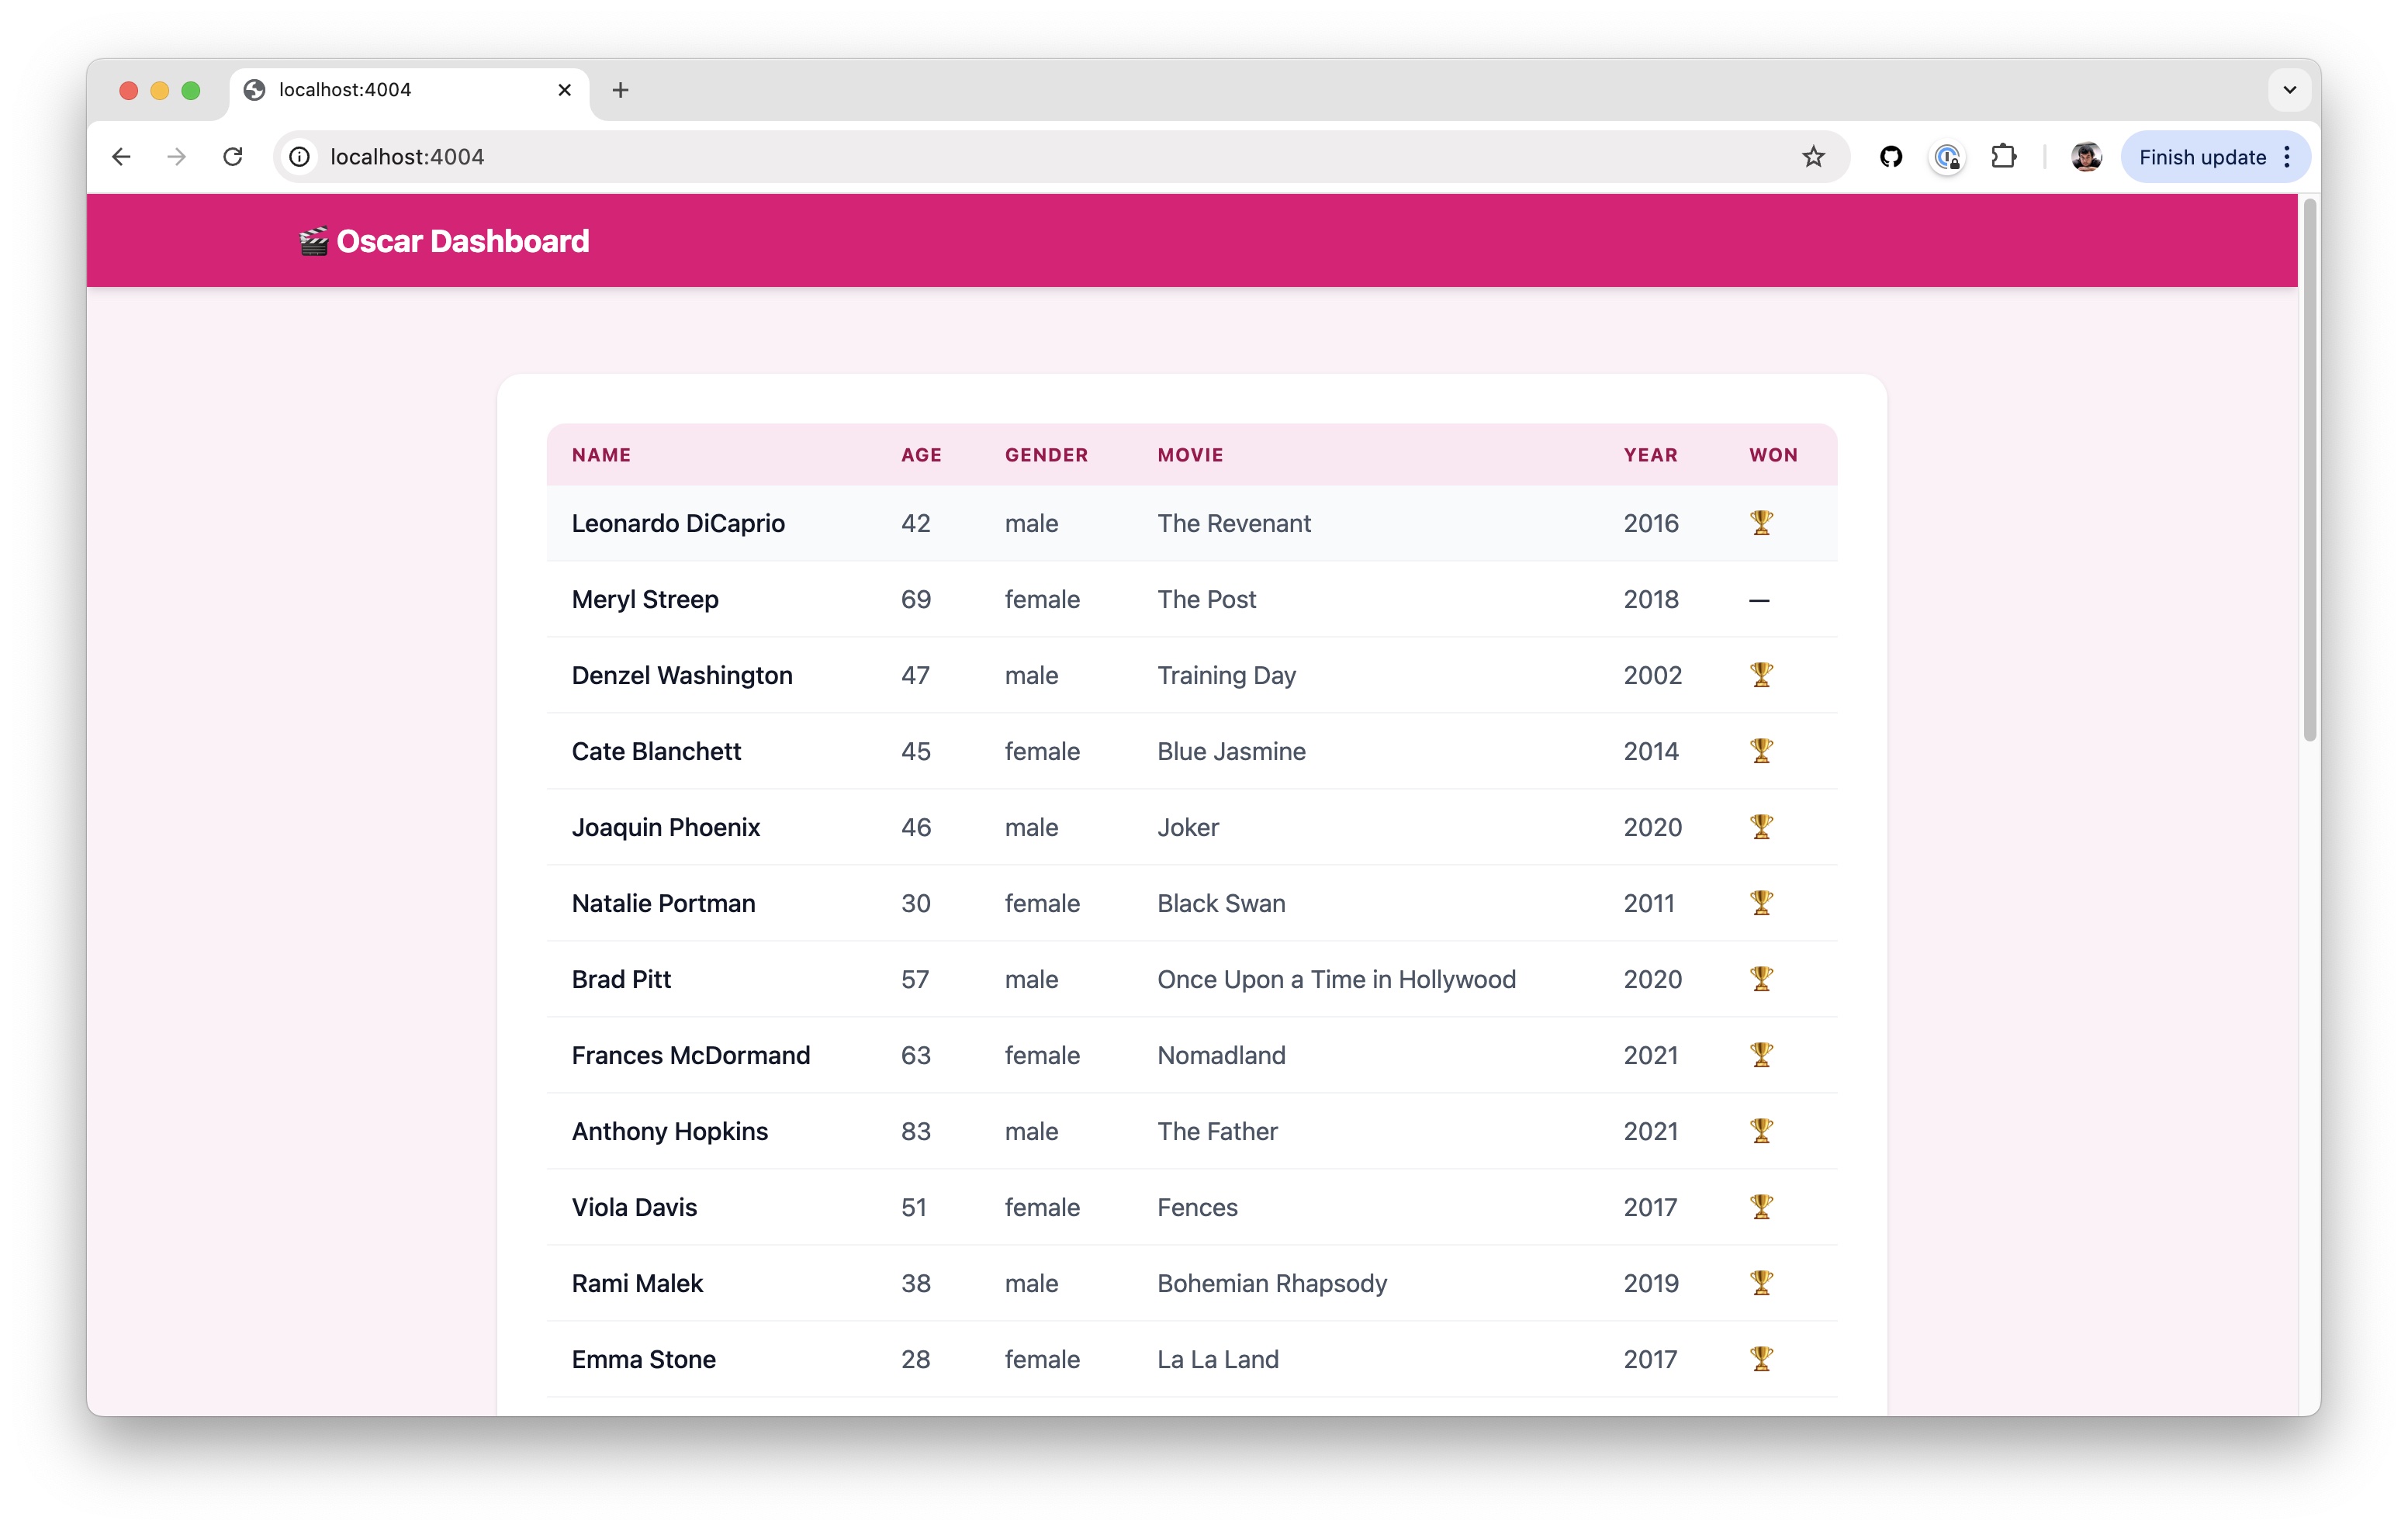 localhost:4004
localhost:4004
Finish update
🎬 Oscar Dashboard
NAME AGE GENDER MOVIE YEAR WON
Leonardo DiCaprio 42 male The Revenant 2016 🏆
Meryl Streep 69 female The Post 2018 —
Denzel Washington 47 male Training Day 2002 🏆
Cate Blanchett 45 female Blue Jasmine 2014 🏆
Joaquin Phoenix 46 male Joker 2020 🏆
Natalie Portman 30 female Black Swan 2011 🏆
Brad Pitt 57 male Once Upon a Time in Hollywood 2020 🏆
Frances McDormand 63 female Nomadland 2021 🏆
Anthony Hopkins 83 male The Father 2021 🏆
Viola Davis 51 female Fences 2017 🏆
Rami Malek 38 male Bohemian Rhapsody 2019 🏆
Emma Stone 28 female La La Land 2017 🏆